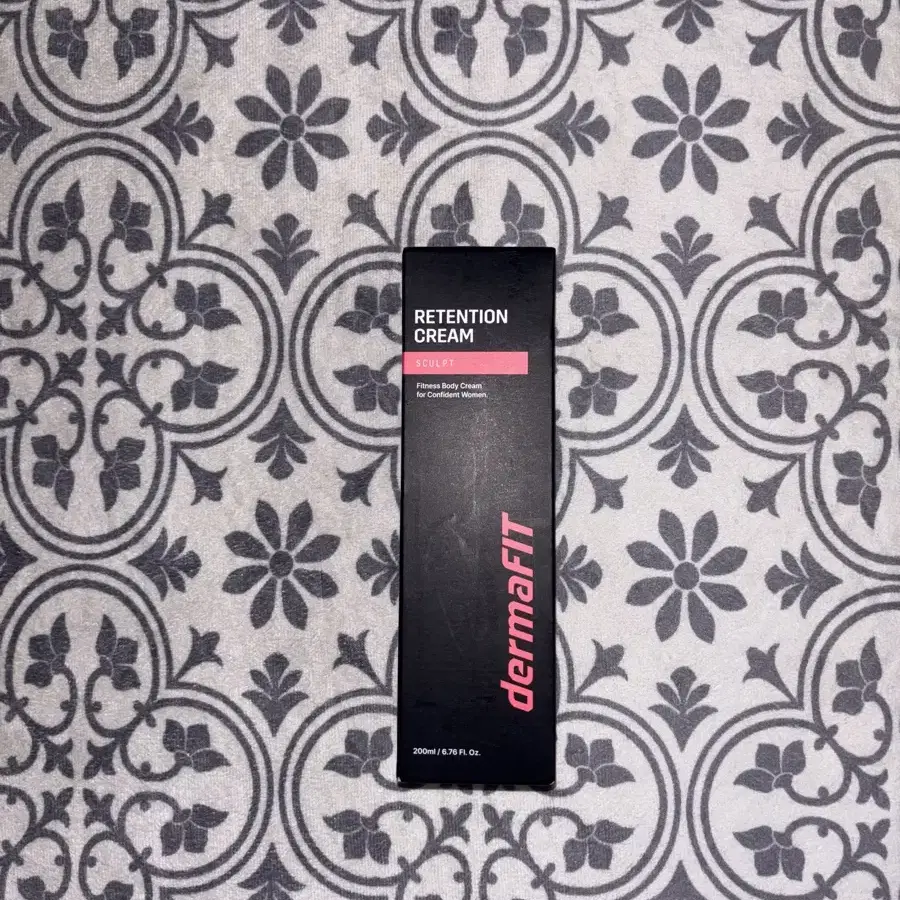 RETENTION
CREAM
SCULPT
Fitness Body Cream
for Confident Women.
dermaFIT
200ml / 6.76 Fl. Oz.